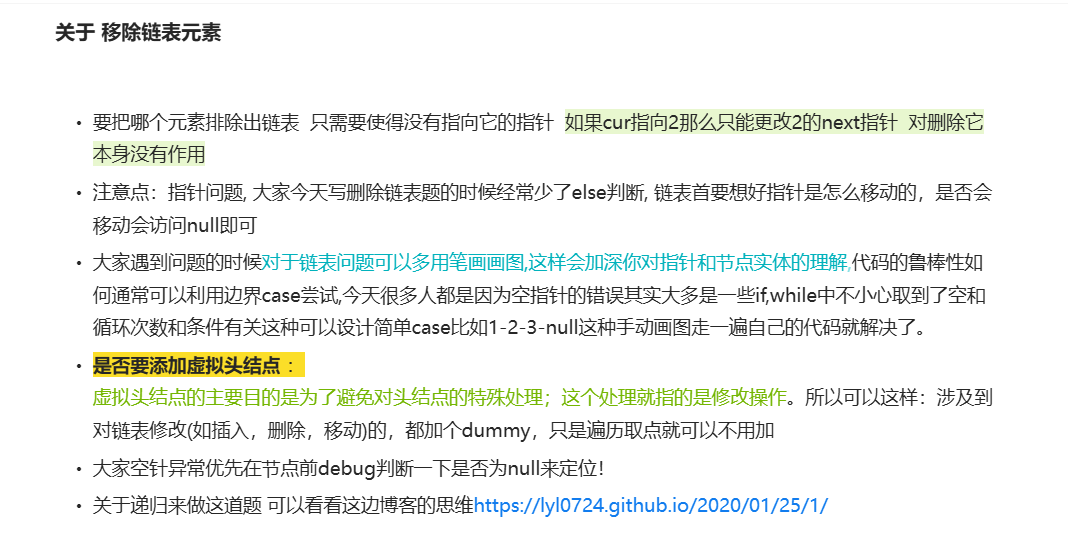 关于 移除链表元素
• 要把哪个元素排除出链表 只需要使得没有指向它的指针 如果cur指向2那么只能更改2的next指针 对删除它
本身没有作用
• 注意点：指针问题, 大家今天写删除链表题的时候经常少了else判断, 链表首要想好指针是怎么移动的，是否会
移动会访问null即可
• 大家遇到问题的时候对于链表问题可以多用笔画画图,这样会加深你对指针和节点实体的理解,代码的鲁棒性如
何通常可以利用边界case尝试,今天很多人都是因为空指针的错误其实大多是一些if,while中不小心取到了空和
循环次数和条件有关这种可以设计简单case比如1-2-3-null这种手动画图走一遍自己的代码就解决了。
• 是否要添加虚拟头结点：
虚拟头结点的主要目的是为了避免对头结点的特殊处理；这个处理就指的是修改操作。所以可以这样：涉及到
对链表修改(如插入，删除，移动)的，都加个dummy，只是遍历取点就可以不用加
• 大家空针异常优先在节点前debug判断一下是否为null来定位！
• 关于递归来做这道题 可以看看这边博客的思维https://lyl0724.github.io/2020/01/25/1/